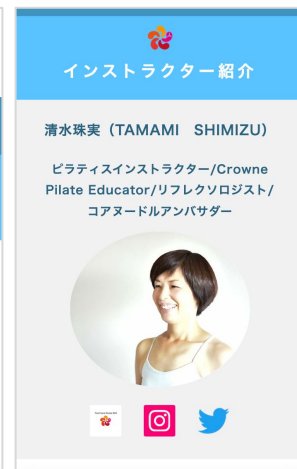 インストラクター紹介
清水珠実（TAMAMI　SHIMIZU）
ピラティスインストラクター/Crowne
Pilate Educator/リフレクソロジスト/
コアヌードルアンバサダー